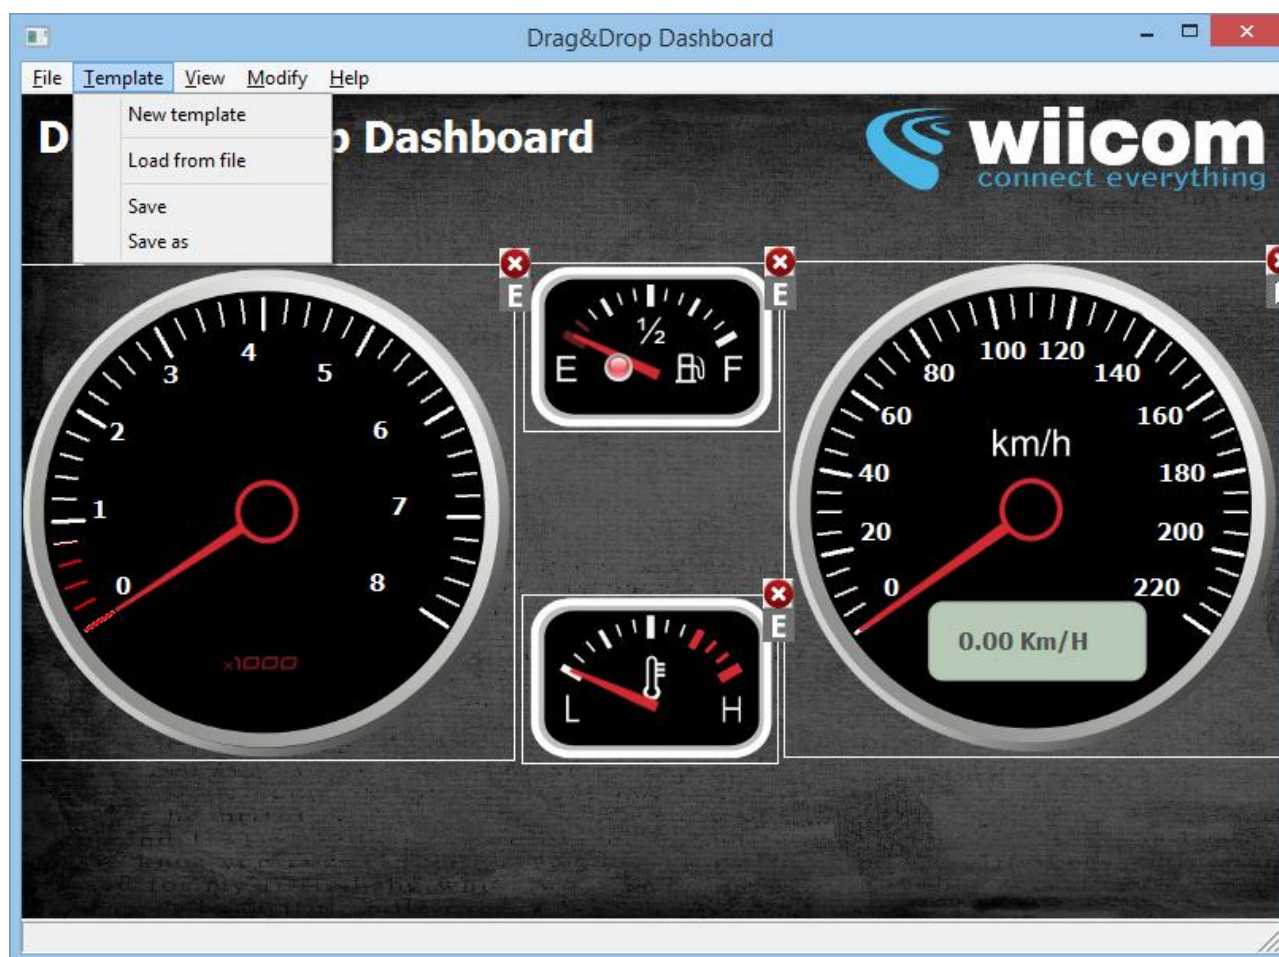 Drag&Drop Dashboard
File Template View Modify Help
New template
Load from file
Save
Save as
D
p Dashboard
wiicom
connect everything
E
E
0
1
2
3
4
5
6
7
8
x1000
E
1/2
F
L
H
E
0
20
40
60
80
100
120
140
160
180
200
220
km/h
0.00 Km/H